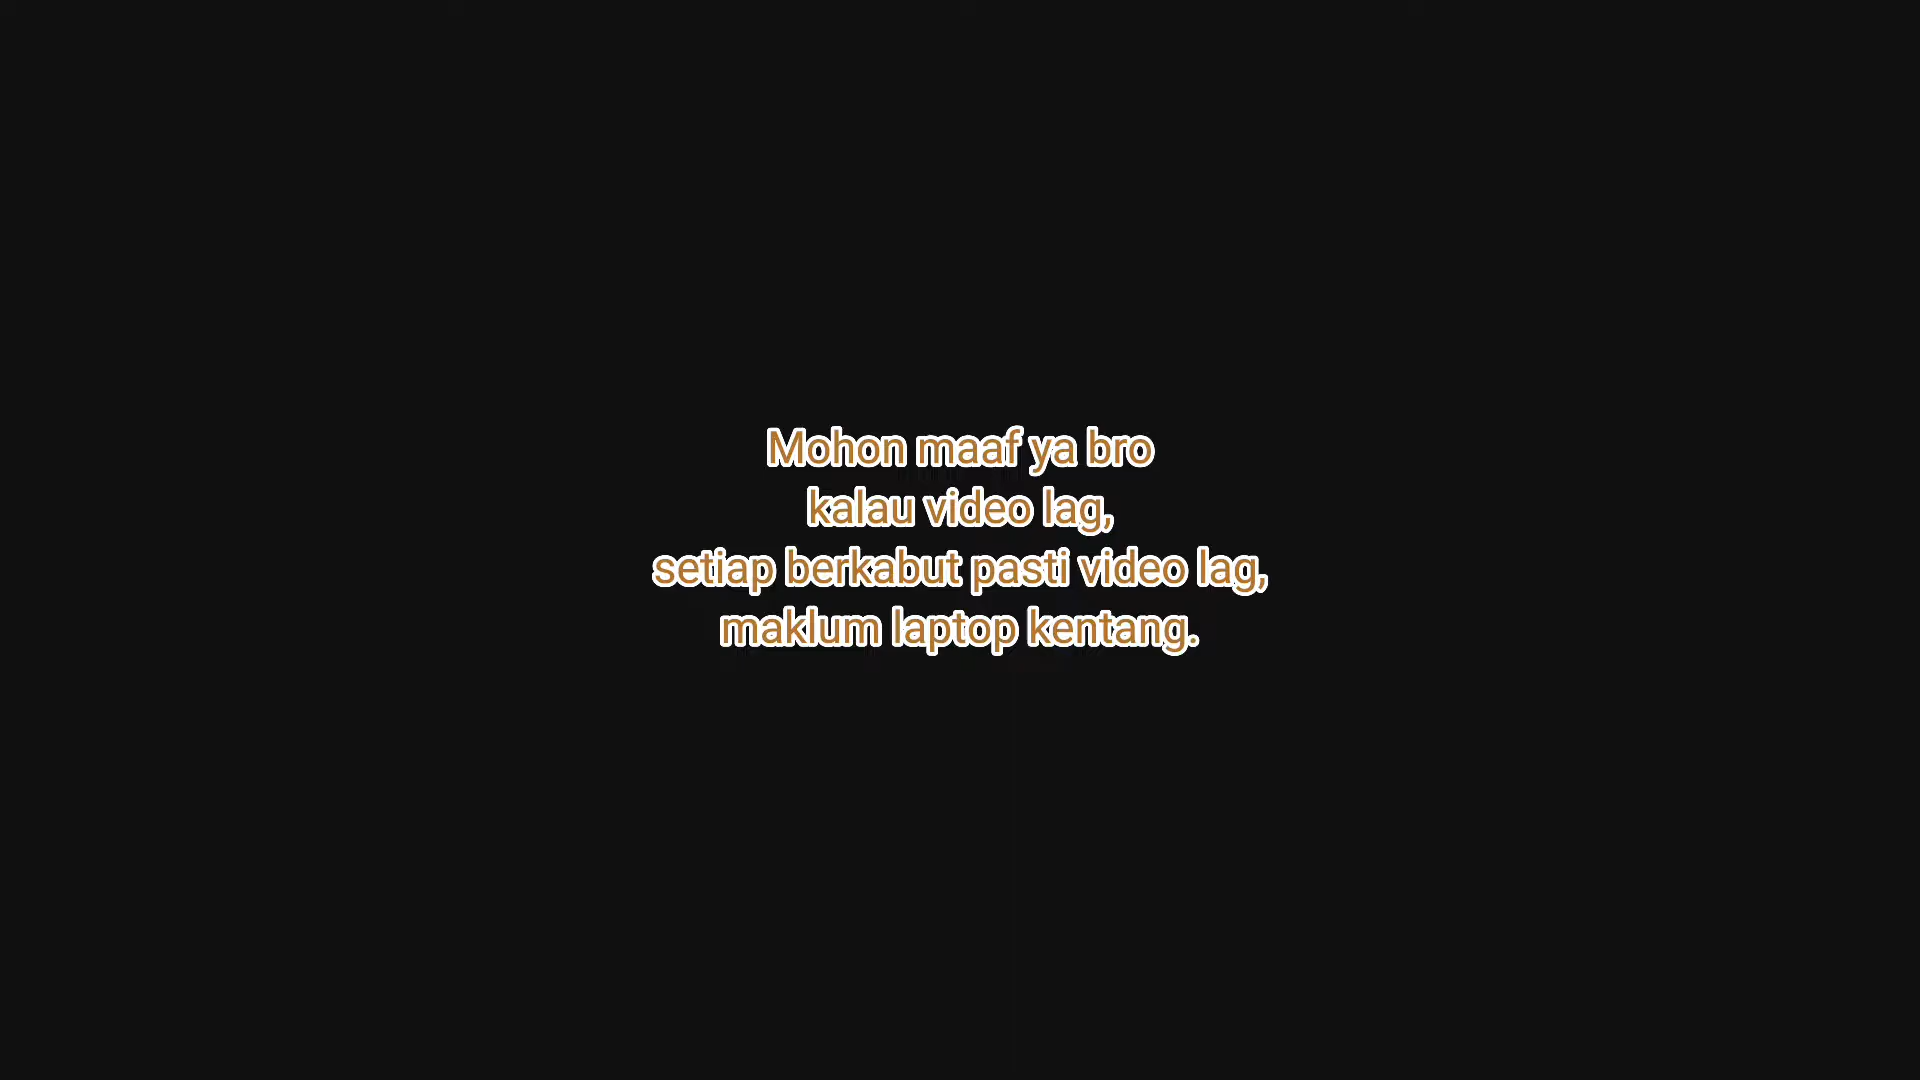 Mohon maaf ya bro
kalau video lag,
setiap berkabut pasti video lag,
maklum laptop kentang.